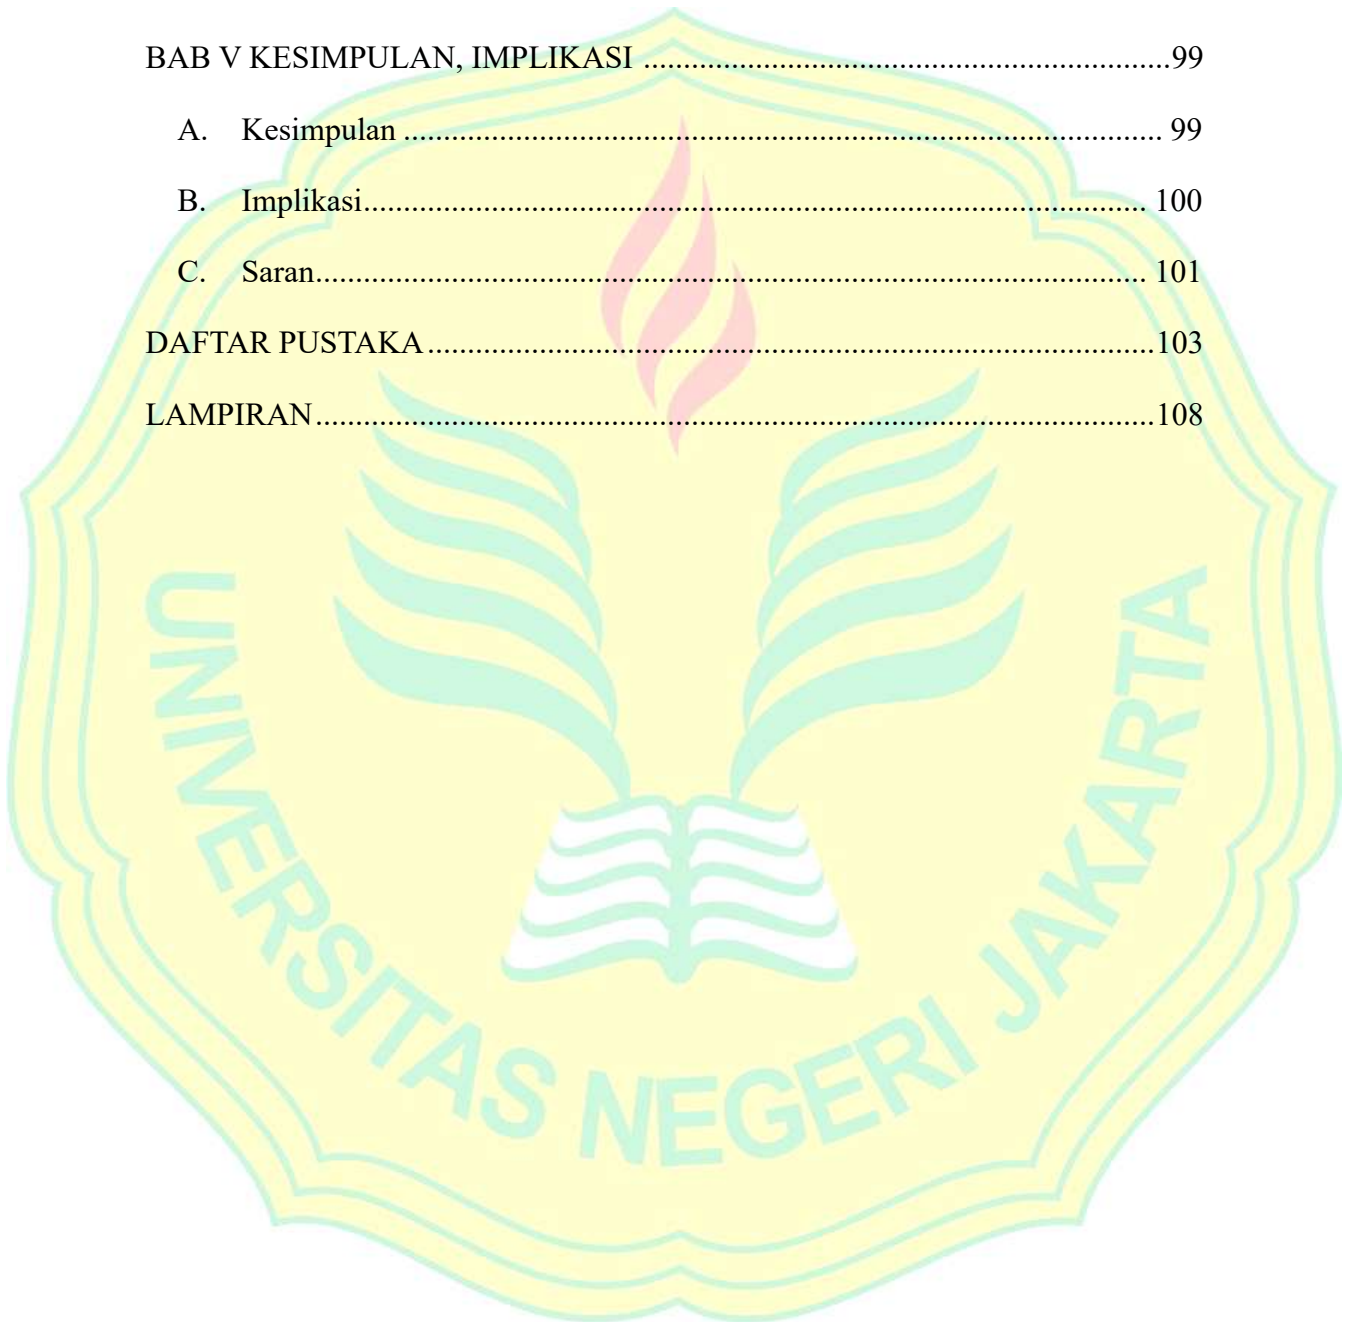 BAB V KESIMPULAN, IMPLIKASI ..................................................................99
A. Kesimpulan ............................................................................................... 99
B. Implikasi.................................................................................................. 100
C. Saran........................................................................................................ 101
DAFTAR PUSTAKA...........................................................................................103
LAMPIRAN.........................................................................................................108
UNIVERSITAS NEGERI JAKARTA